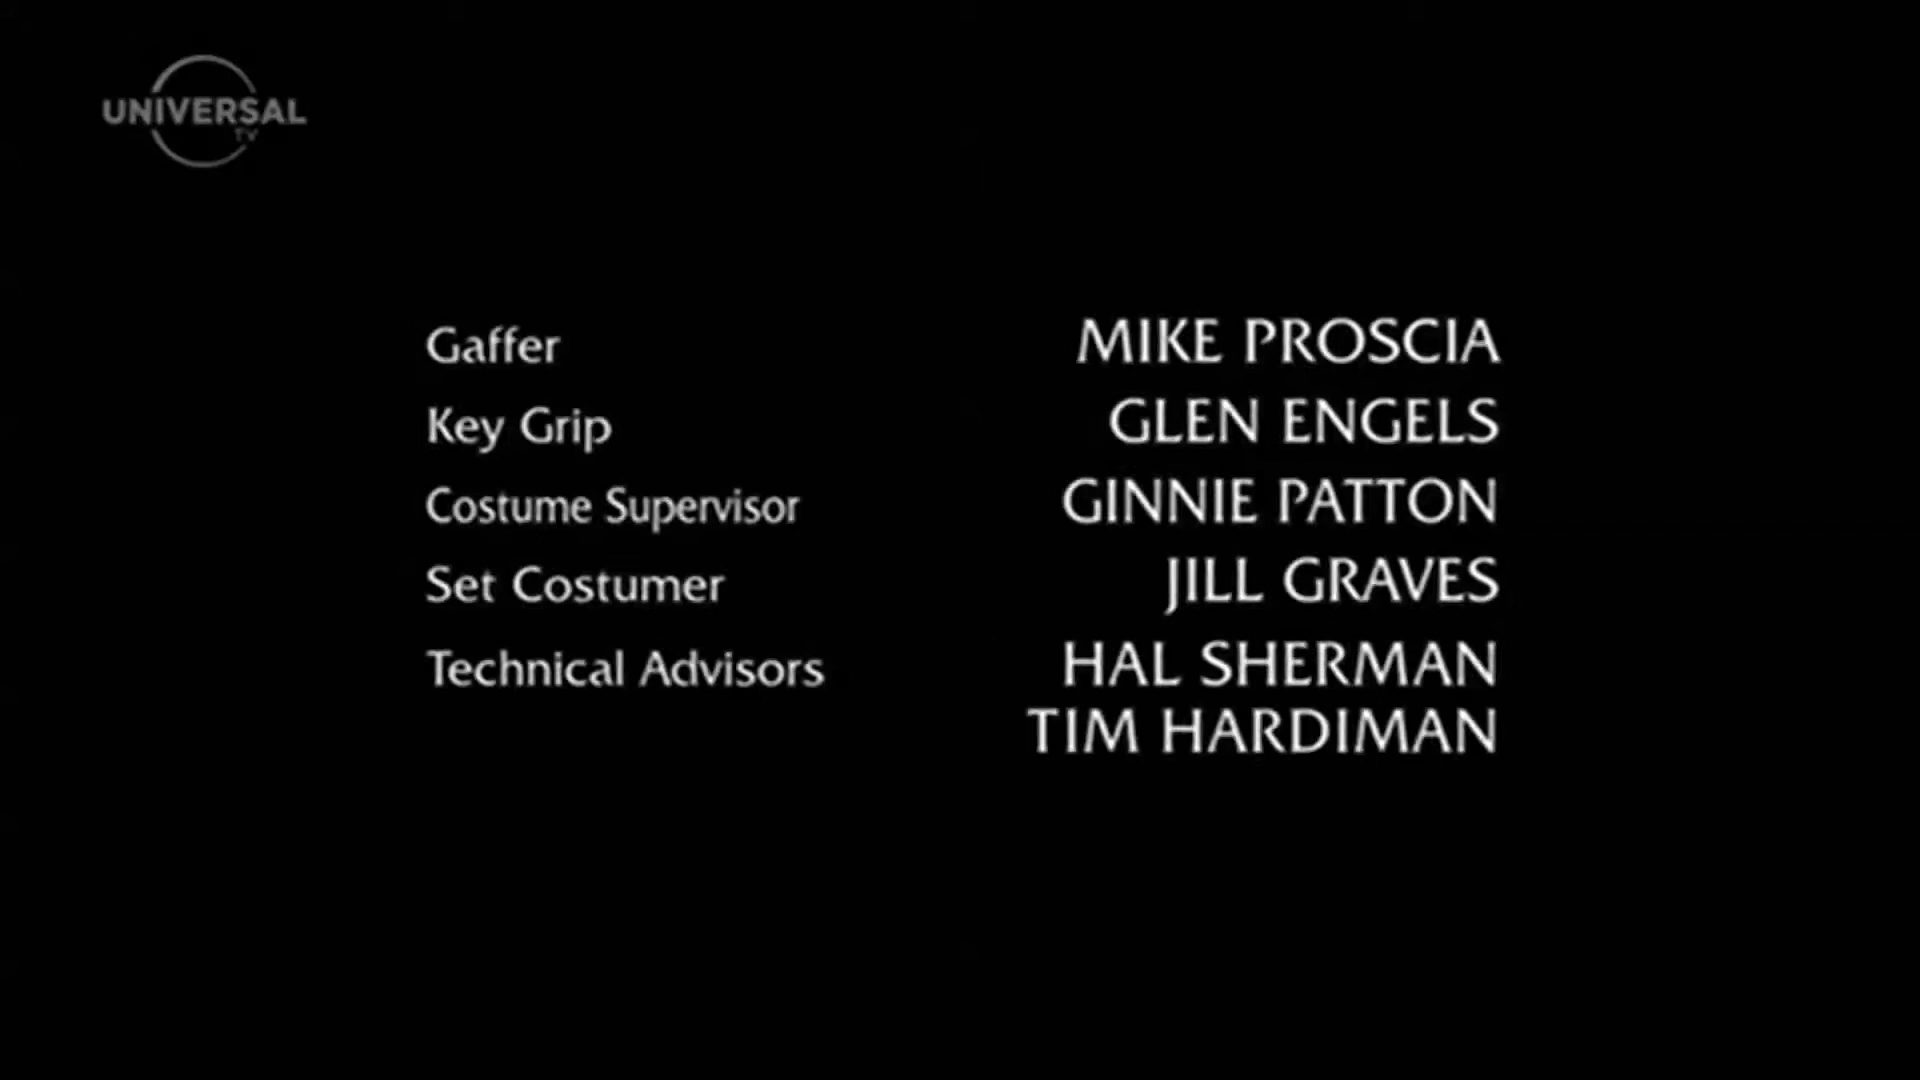 UNIVERSAL
TV
Gaffer MIKE PROSCIA
Key Grip GLEN ENGELS
Costume Supervisor GINNIE PATTON
Set Costumer JILL GRAVES
Technical Advisors HAL SHERMAN
TIM HARDIMAN